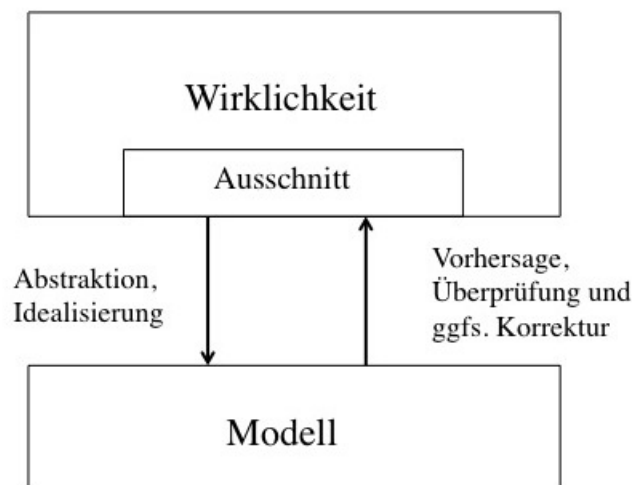 Wirklichkeit
Ausschnitt
Abstraktion,
Idealisierung
Vorhersage,
Überprüfung und
ggfs. Korrektur
Modell